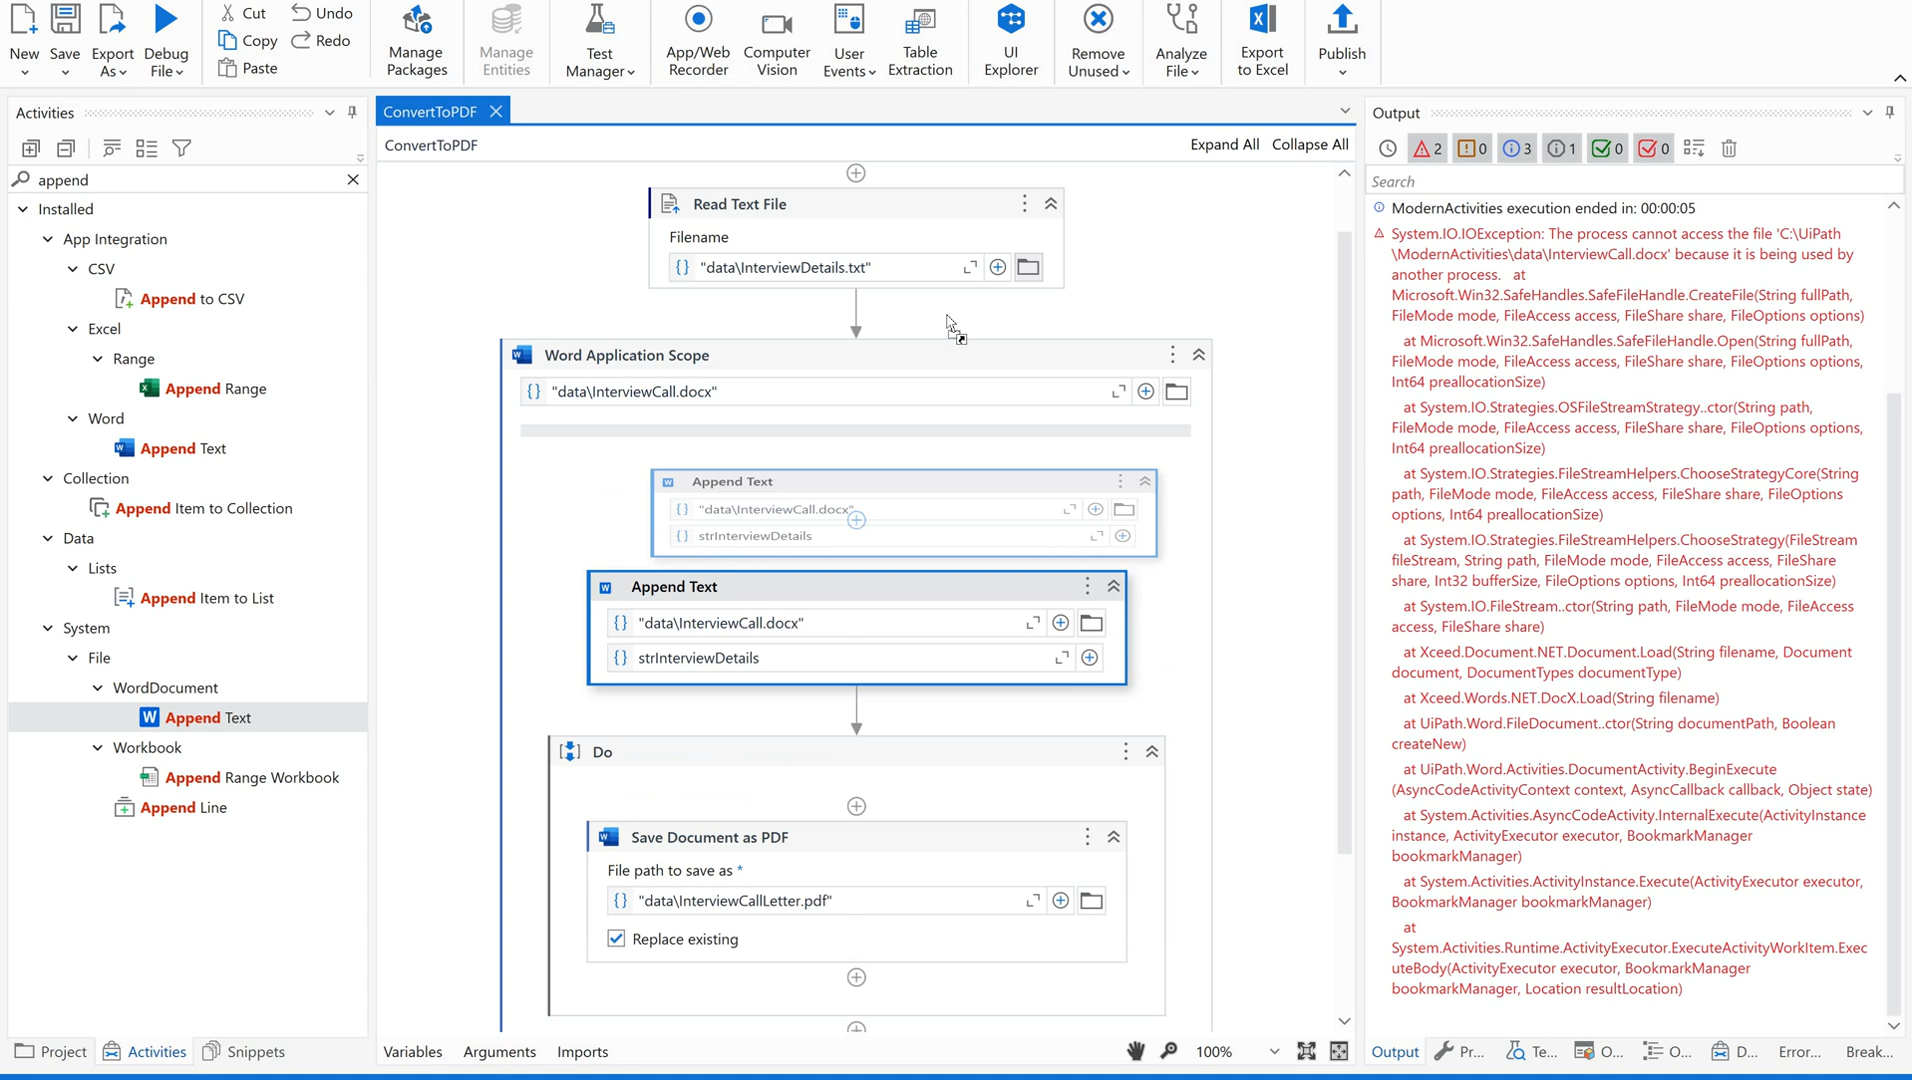 New
Save
Export
As
Debug
File
Cut
Copy
Paste
Undo
Redo
Manage
Packages
Manage
Entities
Test
Manager
App/Web
Recorder
Computer
Vision
User
Events
Table
Extraction
UI
Explorer
Remove
Unused
Analyze
File
Export
to Excel
Publish
Activities
append
Installed
App Integration
CSV
Append to CSV
Excel
Range
Append Range
Word
Append Text
Collection
Append Item to Collection
Data
Lists
Append Item to List
System
File
WordDocument
Append Text
Workbook
Append Range Workbook
Append Line
Project
Activities
Snippets
ConvertToPDF
ConvertToPDF
Expand All
Collapse All
Read Text File
Filename
"data\InterviewDetails.txt"
Word Application Scope
"data\InterviewCall.docx"
Append Text
"data\InterviewCall.docx"
strInterviewDetails
Append Text
"data\InterviewCall.docx"
strInterviewDetails
Do
Save Document as PDF
File path to save as *
"data\InterviewCallLetter.pdf"
Replace existing
Variables
Arguments
Imports
100%
Output
2
0
3
1
0
0
Search
ModernActivities execution ended in: 00:00:05
System.IO.IOException: The process cannot access the file 'C:\UiPath
\ModernActivities\data\InterviewCall.docx' because it is being used by
another process. at
Microsoft.Win32.SafeHandles.SafeFileHandle.CreateFile(String fullPath,
FileMode mode, FileAccess access, FileShare share, FileOptions options)
at Microsoft.Win32.SafeHandles.SafeFileHandle.Open(String fullPath,
FileMode mode, FileAccess access, FileShare share, FileOptions options,
Int64 preallocationSize)
at System.IO.Strategies.OSFileStreamStrategy..ctor(String path,
FileMode mode, FileAccess access, FileShare share, FileOptions options,
Int64 preallocationSize)
at System.IO.Strategies.FileStreamHelpers.ChooseStrategyCore(String
path, FileMode mode, FileAccess access, FileShare share, FileOptions
options, Int64 preallocationSize)
at System.IO.Strategies.FileStreamHelpers.ChooseStrategy(FileStream
fileStream, String path, FileMode mode, FileAccess access, FileShare
share, Int32 bufferSize, FileOptions options, Int64 preallocationSize)
at System.IO.FileStream..ctor(String path, FileMode mode, FileAccess
access, FileShare share)
at Xceed.Document.NET.Document.Load(String filename, Document
document, DocumentTypes documentType)
at Xceed.Words.NET.DocX.Load(String filename)
at UiPath.Word.FileDocument..ctor(String documentPath, Boolean
createNew)
at UiPath.Word.Activities.DocumentActivity.BeginExecute
(AsyncCodeActivityContext context, AsyncCallback callback, Object state)
at System.Activities.AsyncCodeActivity.InternalExecute(ActivityInstance
instance, ActivityExecutor executor, BookmarkManager
bookmarkManager)
at System.Activities.ActivityInstance.Execute(ActivityExecutor executor,
BookmarkManager bookmarkManager)
at
System.Activities.Runtime.ActivityExecutor.ExecuteActivityWorkItem.Exec
uteBody(ActivityExecutor executor, BookmarkManager
bookmarkManager, Location resultLocation)
Output
Pr...
Te...
O...
O...
D...
Error...
Break...